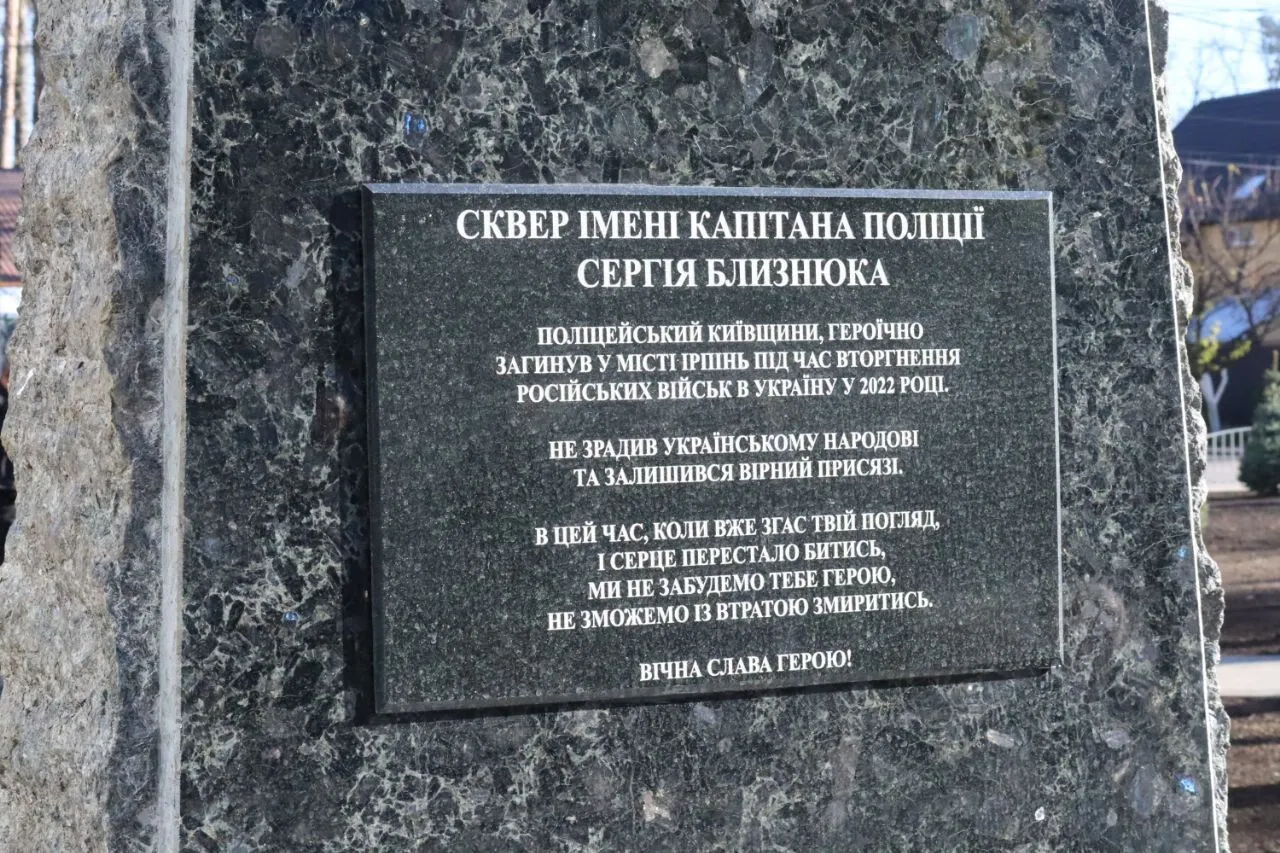 СКВЕР ІМЕНІ КАПІТАНА ПОЛІЦІЇ
СЕРГІЯ БЛИЗНЮКА
ПОЛІЦЕЙСЬКИЙ КИЇВЩИНИ, ГЕРОЇЧНО
ЗАГИНУВ У МІСТІ ІРПІНЬ ПІД ЧАС ВТОРГНЕННЯ
РОСІЙСЬКИХ ВІЙСЬК В УКРАЇНУ У 2022 РОЦІ.
НЕ ЗРАДИВ УКРАЇНСЬКОМУ НАРОДОВІ
ТА ЗАЛИШИВСЯ ВІРНИЙ ПРИСЯЗІ.
В ЦЕЙ ЧАС, КОЛИ ВЖЕ ЗГАС ТВІЙ ПОГЛЯД,
І СЕРЦЕ ПЕРЕСТАЛО БИТИСЬ,
МИ НЕ ЗАБУДЕМО ТЕБЕ ГЕРОЮ,
НЕ ЗМОЖЕМО ІЗ ВТРАТОЮ ЗМИРИТИСЬ.
ВІЧНА СЛАВА ГЕРОЮ!